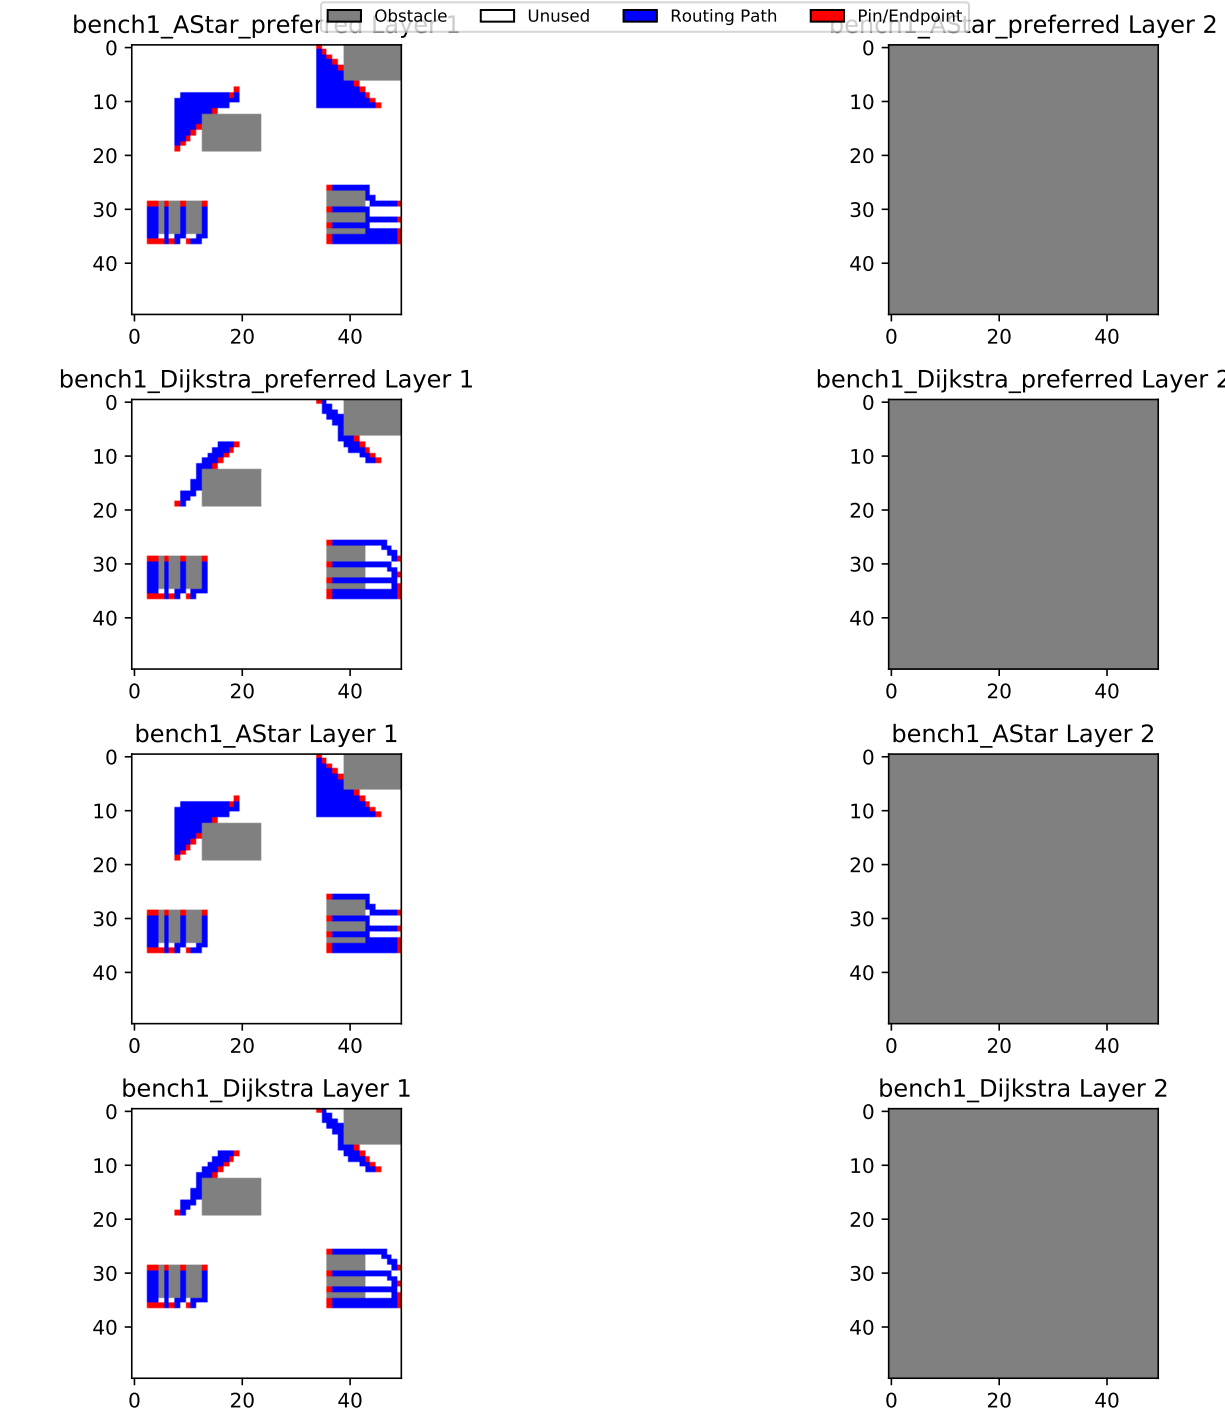 Obstacle Unused Routing Path Pin/Endpoint
bench1_AStar_preferred Layer 1
bench1_AStar_preferred Layer 2
0
10
20
30
40
0 20 40
0
10
20
30
40
0 20 40
bench1_Dijkstra_preferred Layer 1
bench1_Dijkstra_preferred Layer 2
0
10
20
30
40
0 20 40
0
10
20
30
40
0 20 40
bench1_AStar Layer 1
bench1_AStar Layer 2
0
10
20
30
40
0 20 40
0
10
20
30
40
0 20 40
bench1_Dijkstra Layer 1
bench1_Dijkstra Layer 2
0
10
20
30
40
0 20 40
0
10
20
30
40
0 20 40